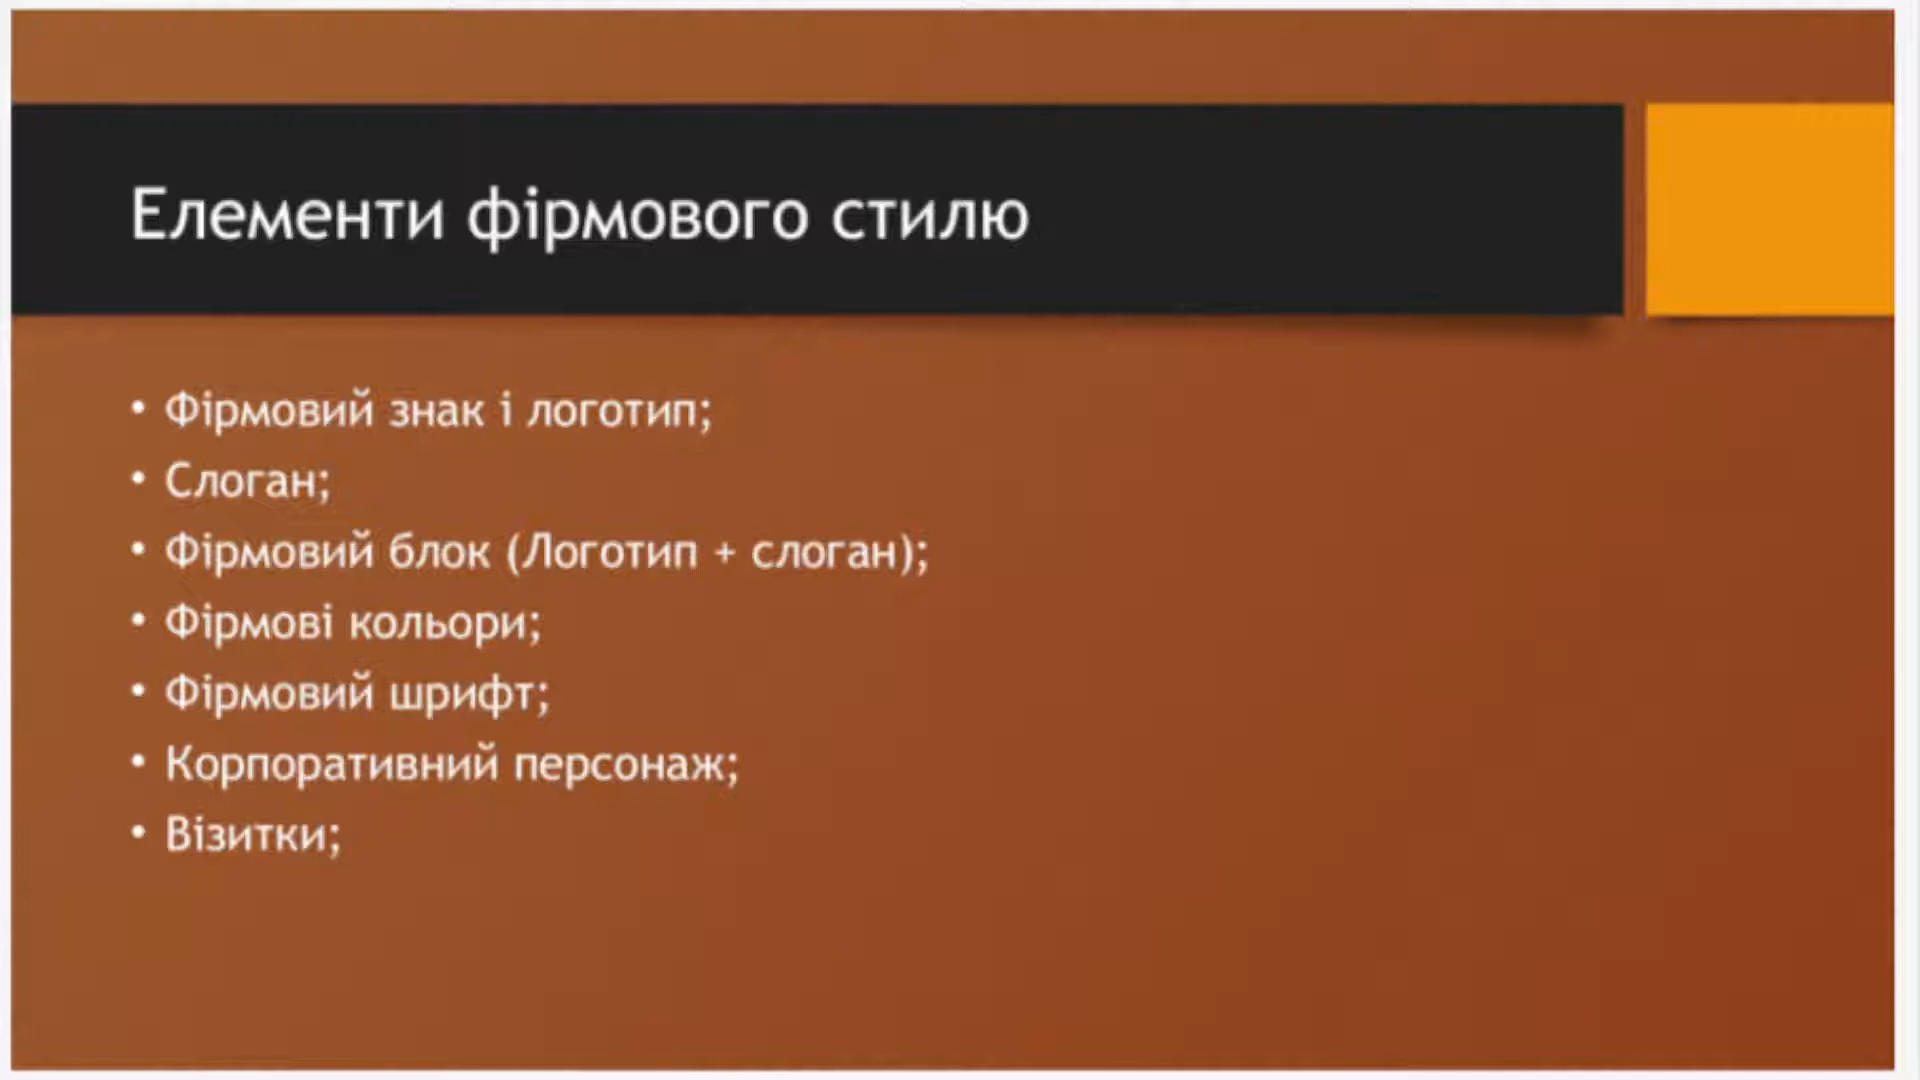 Елементи фірмового стилю
• Фірмовий знак і логотип;
• Слоган;
• Фірмовий блок (Логотип + слоган);
• Фірмові кольори;
• Фірмовий шрифт;
• Корпоративний персонаж;
• Візитки;